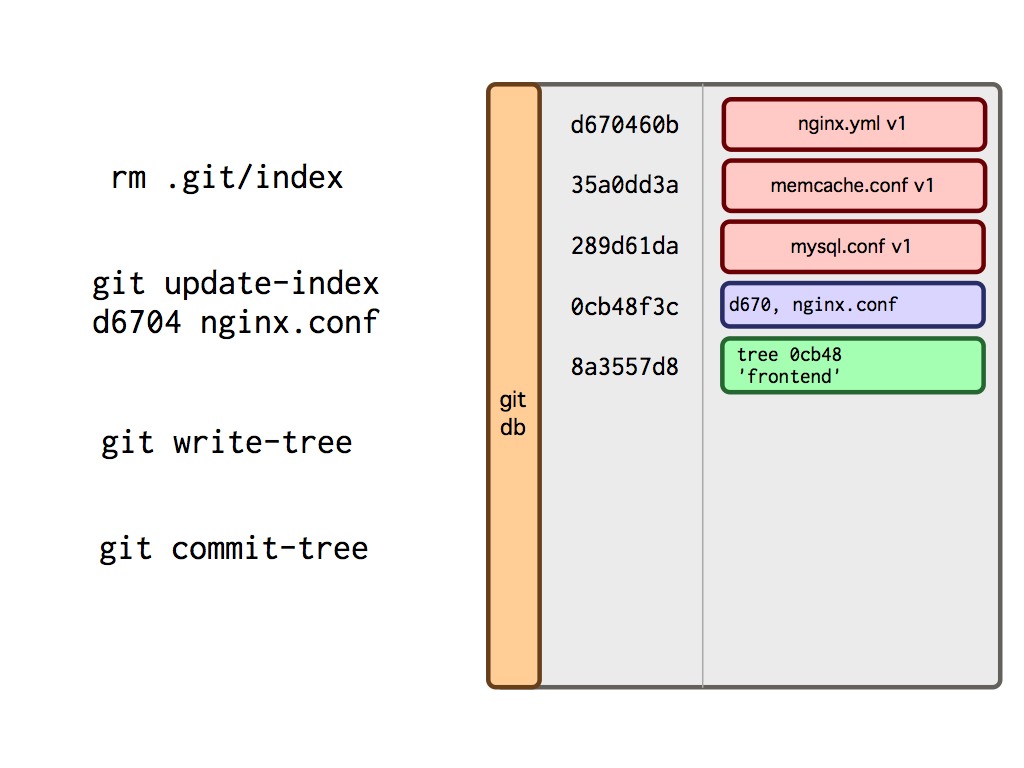 rm .git/index
git update-index
d6704 nginx.conf
git write-tree
git commit-tree
git
db
d670460b nginx.yml v1
35a0dd3a memcache.conf v1
289d61da mysql.conf v1
0cb48f3c d670, nginx.conf
8a3557d8 tree 0cb48
'frontend'